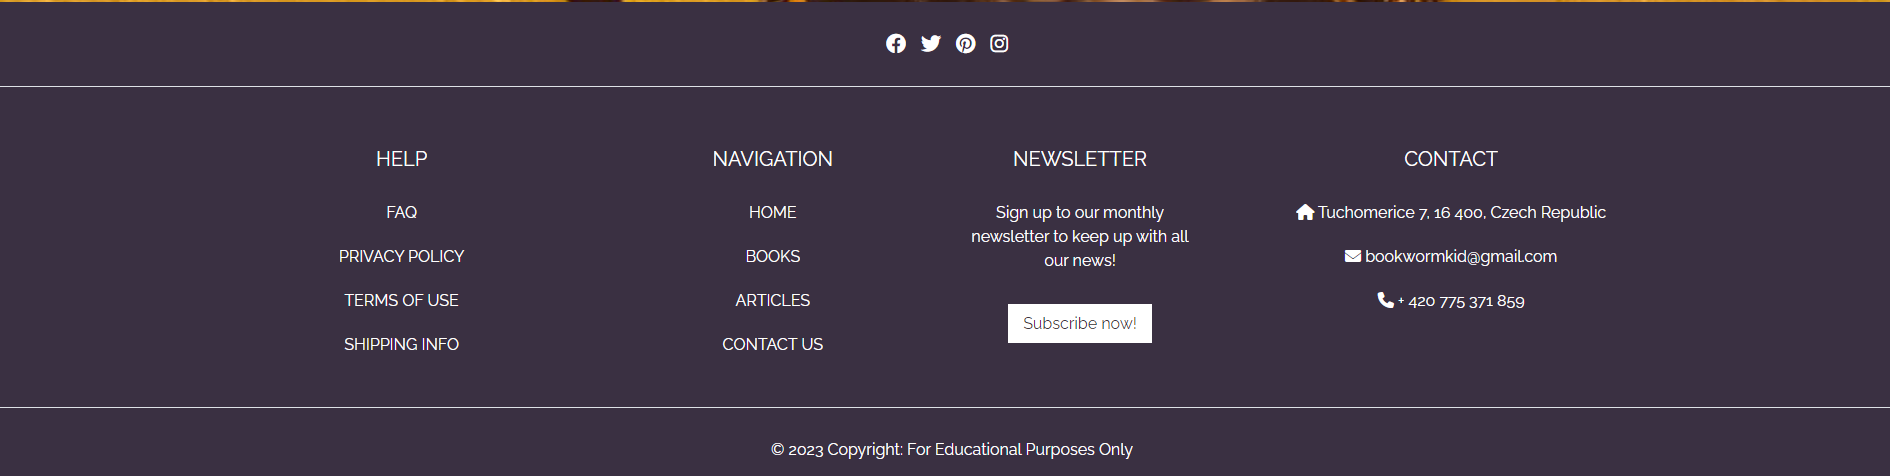 HELP
FAQ
PRIVACY POLICY
TERMS OF USE
SHIPPING INFO
NAVIGATION
HOME
BOOKS
ARTICLES
CONTACT US
NEWSLETTER
Sign up to our monthly
newsletter to keep up with all
our news!
Subscribe now!
CONTACT
Tuchomerice 7, 16 400, Czech Republic
bookwormkid@gmail.com
+ 420 775 371 859
© 2023 Copyright: For Educational Purposes Only